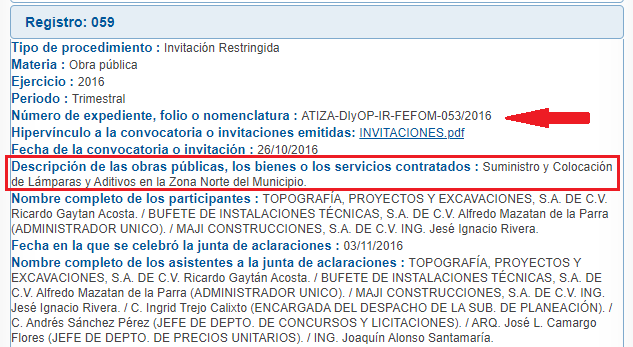 Registro: 059
Tipo de procedimiento : Invitación Restringida
Materia : Obra pública
Ejercicio : 2016
Periodo : Trimestral
Número de expediente, folio o nomenclatura : ATIZA-DIyOP-IR-FEFOM-053/2016
Hipervínculo a la convocatoria o invitaciones emitidas: INVITACIONES.pdf
Fecha de la convocatoria o invitación : 26/10/2016
Descripción de las obras públicas, los bienes o los servicios contratados : Suministro y Colocación
de Lámparas y Aditivos en la Zona Norte del Municipio.
Nombre completo de los participantes : TOPOGRAFÍA, PROYECTOS Y EXCAVACIONES, S.A. DE C.V.
Ricardo Gaytan Acosta. / BUFETE DE INSTALACIONES TÉCNICAS, S.A. DE C.V. Alfredo Mazatan de la Parra
(ADMINISTRADOR UNICO). / MAJI CONSTRUCCIONES, S.A. DE C.V. ING. Jesé Ignacio Rivera.
Fecha en la que se celebró la junta de aclaraciones : 03/11/2016
Nombre completo de los asistentes a la junta de aclaraciones : TOPOGRAFÍA, PROYECTOS Y
EXCAVACIONES, S.A. DE C.V. Ricardo Gaytán Acosta. / BUFETE DE INSTALACIONES TÉCNICAS, S.A. DE
C.V. Alfredo Mazatan de la Parra (ADMINISTRADOR UNICO). / MAJI CONSTRUCCIONES, S.A. DE C.V. ING.
Jesé Ignacio Rivera. / C. Ingrid Trejo Calixto (ENCARGADA DEL DESPACHO DE LA SUB. DE PLANEACIÓN). /
C. Andrés Sánchez Pérez (JEFE DE DEPTO. DE CONCURSOS Y LICITACIONES). / ARQ. José L. Camargo
Flores (JEFE DE DEPTO. DE PRECIOS UNITARIOS). / ING. Joaquín Alonso Santamaría.